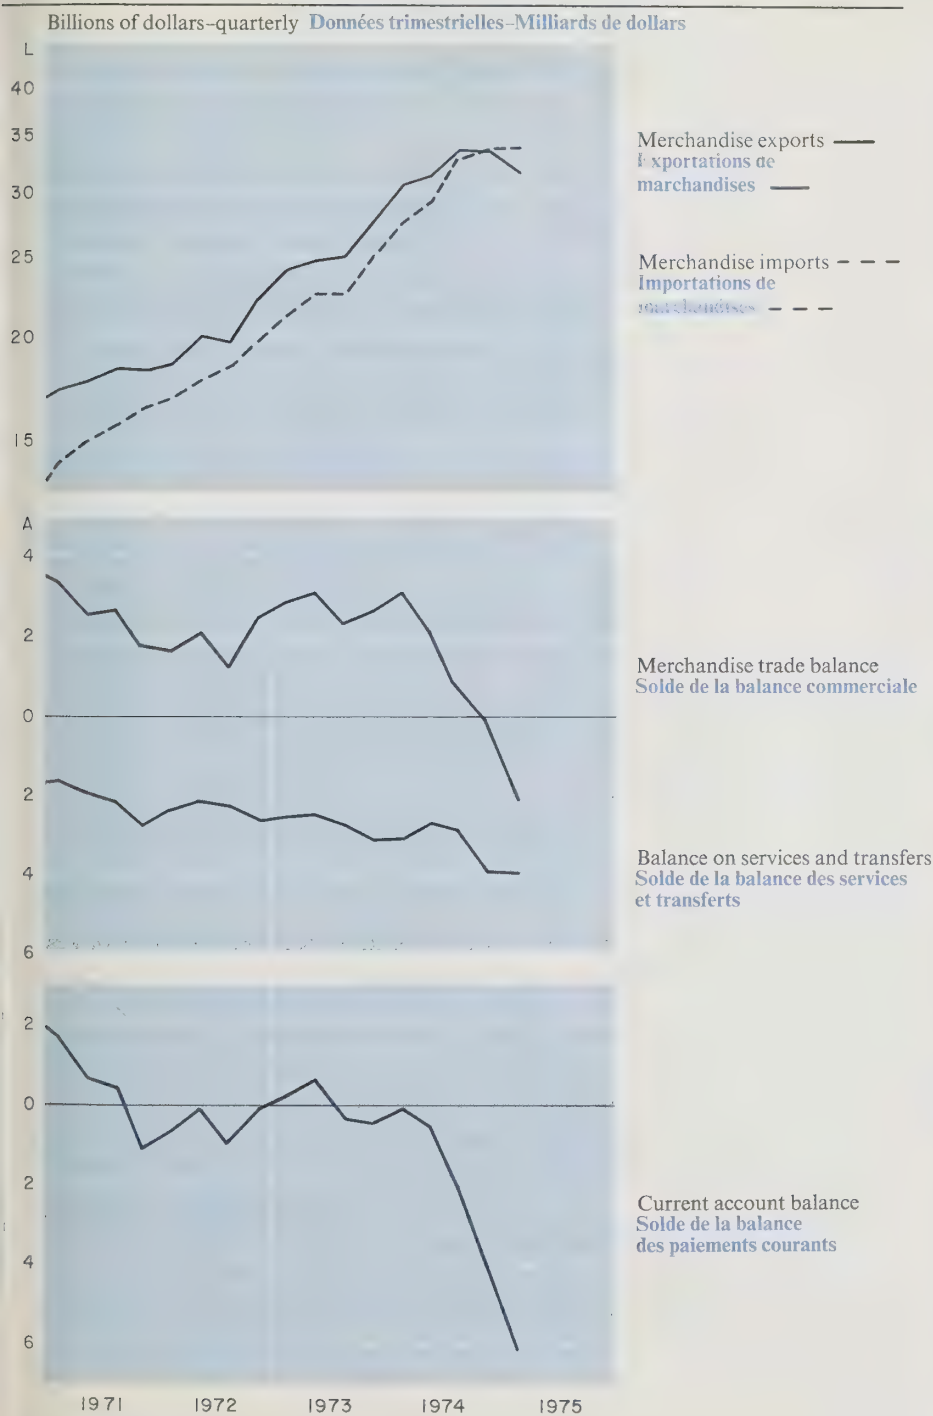 Billions of dollars-quarterly Données trimestrielles-Milliards de dollars
L
40
35
30
25
20
15
Merchandise exports
Exportations de
marchandises
Merchandise imports
Importations de
marchandises
A
4
2
0
2
4
6
Merchandise trade balance
Solde de la balance commerciale
Balance on services and transfers
Solde de la balance des services
et transferts
2
0
2
4
6
Current account balance
Solde de la balance
des paiements courants
1971 1972 1973 1974 1975